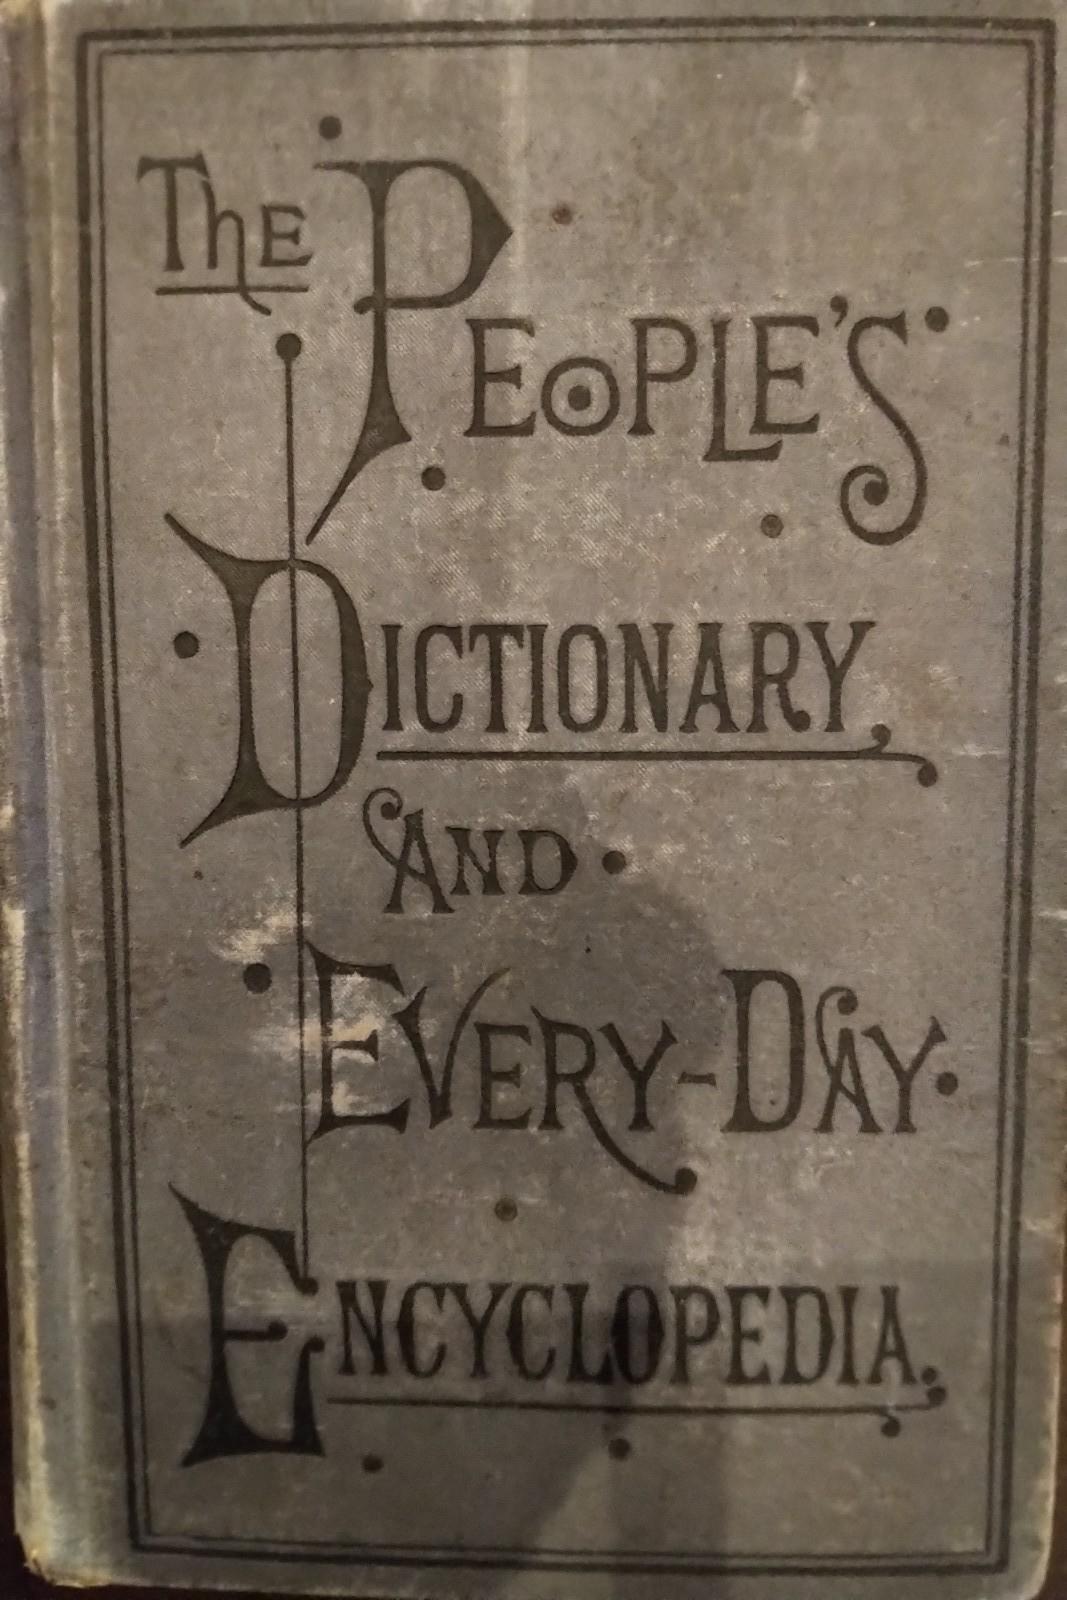 The People's
Dictionary
And
Every-Day
Encyclopedia.